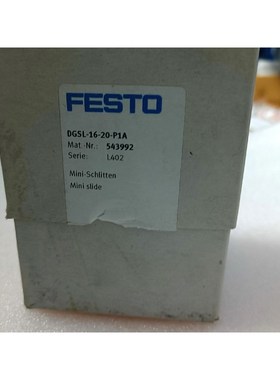 FESTO
DGSL-16-20-P1A
Mat.-Nr.: 543992
Serie: L402
Mini-Schlitten
Mini slide